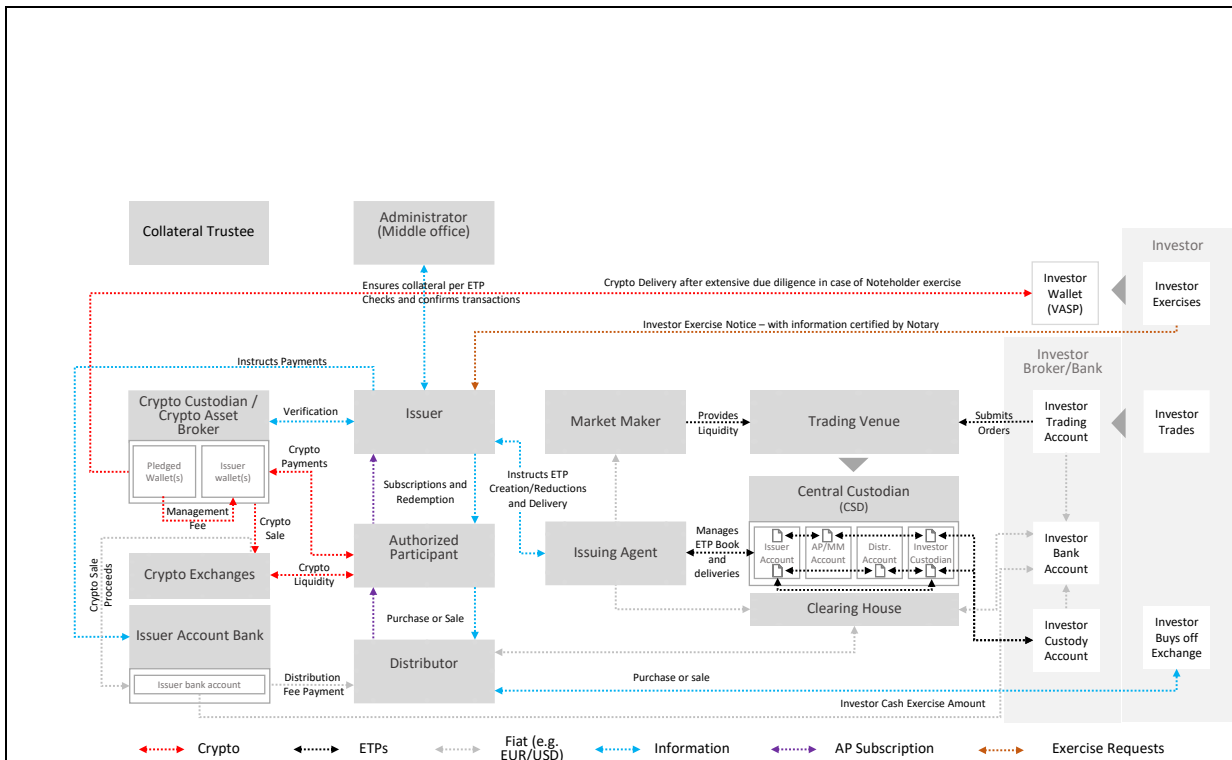 Collateral Trustee
Administrator
(Middle office)
Investor
Ensures collateral per ETP
Checks and confirms transactions
Crypto Delivery after extensive due diligence in case of Noteholder exercise
Investor
Wallet
(VASP)
Investor
Exercises
Investor Exercise Notice – with information certified by Notary
Instructs Payments
Investor
Broker/Bank
Crypto Custodian /
Crypto Asset
Broker
Verification
Issuer
Market Maker
Provides
Liquidity
Trading Venue
Submits
Orders
Investor
Trading
Account
Investor
Trades
Pledged
Wallet(s)
Issuer
wallet(s)
Crypto
Payments
Management
Fee
Subscriptions and
Redemption
Instructs ETP
Creation/Reductions
and Delivery
Central Custodian
(CSD)
Crypto
Sale
Authorized
Participant
Issuing Agent
Manages
ETP Book
and
deliveries
Issuer
Account
AP/MM
Account
Distr.
Account
Investor
Custodian
Investor
Bank
Account
Crypto Exchanges
Crypto
Liquidity
Crypto Sale
Proceeds
Clearing House
Issuer Account Bank
Purchase or Sale
Investor
Custody
Account
Investor
Buys off
Exchange
Distributor
Issuer bank account
Distribution
Fee Payment
Purchase or sale
Investor Cash Exercise Amount
Crypto
ETPs
Fiat (e.g.
EUR/USD)
Information
AP Subscription
Exercise Requests